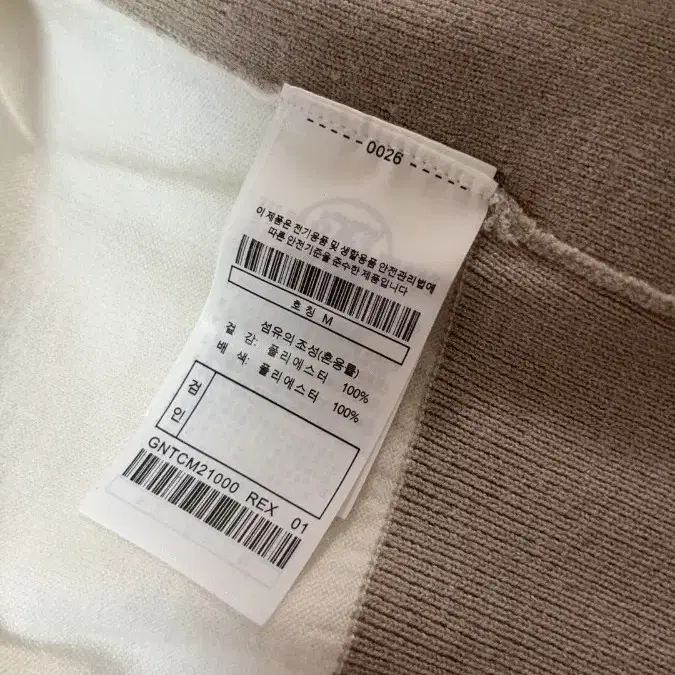 0026
이 제품은 전기용품 및 생활용품 안전관리법에
따른 안전기준을 준수한 제품입니다
호칭 M
섬유의 조성(혼용률)
겉 감: 폴리에스터 100%
배 색: 폴리에스터 100%
검
인
GNTCM21000 REX 01